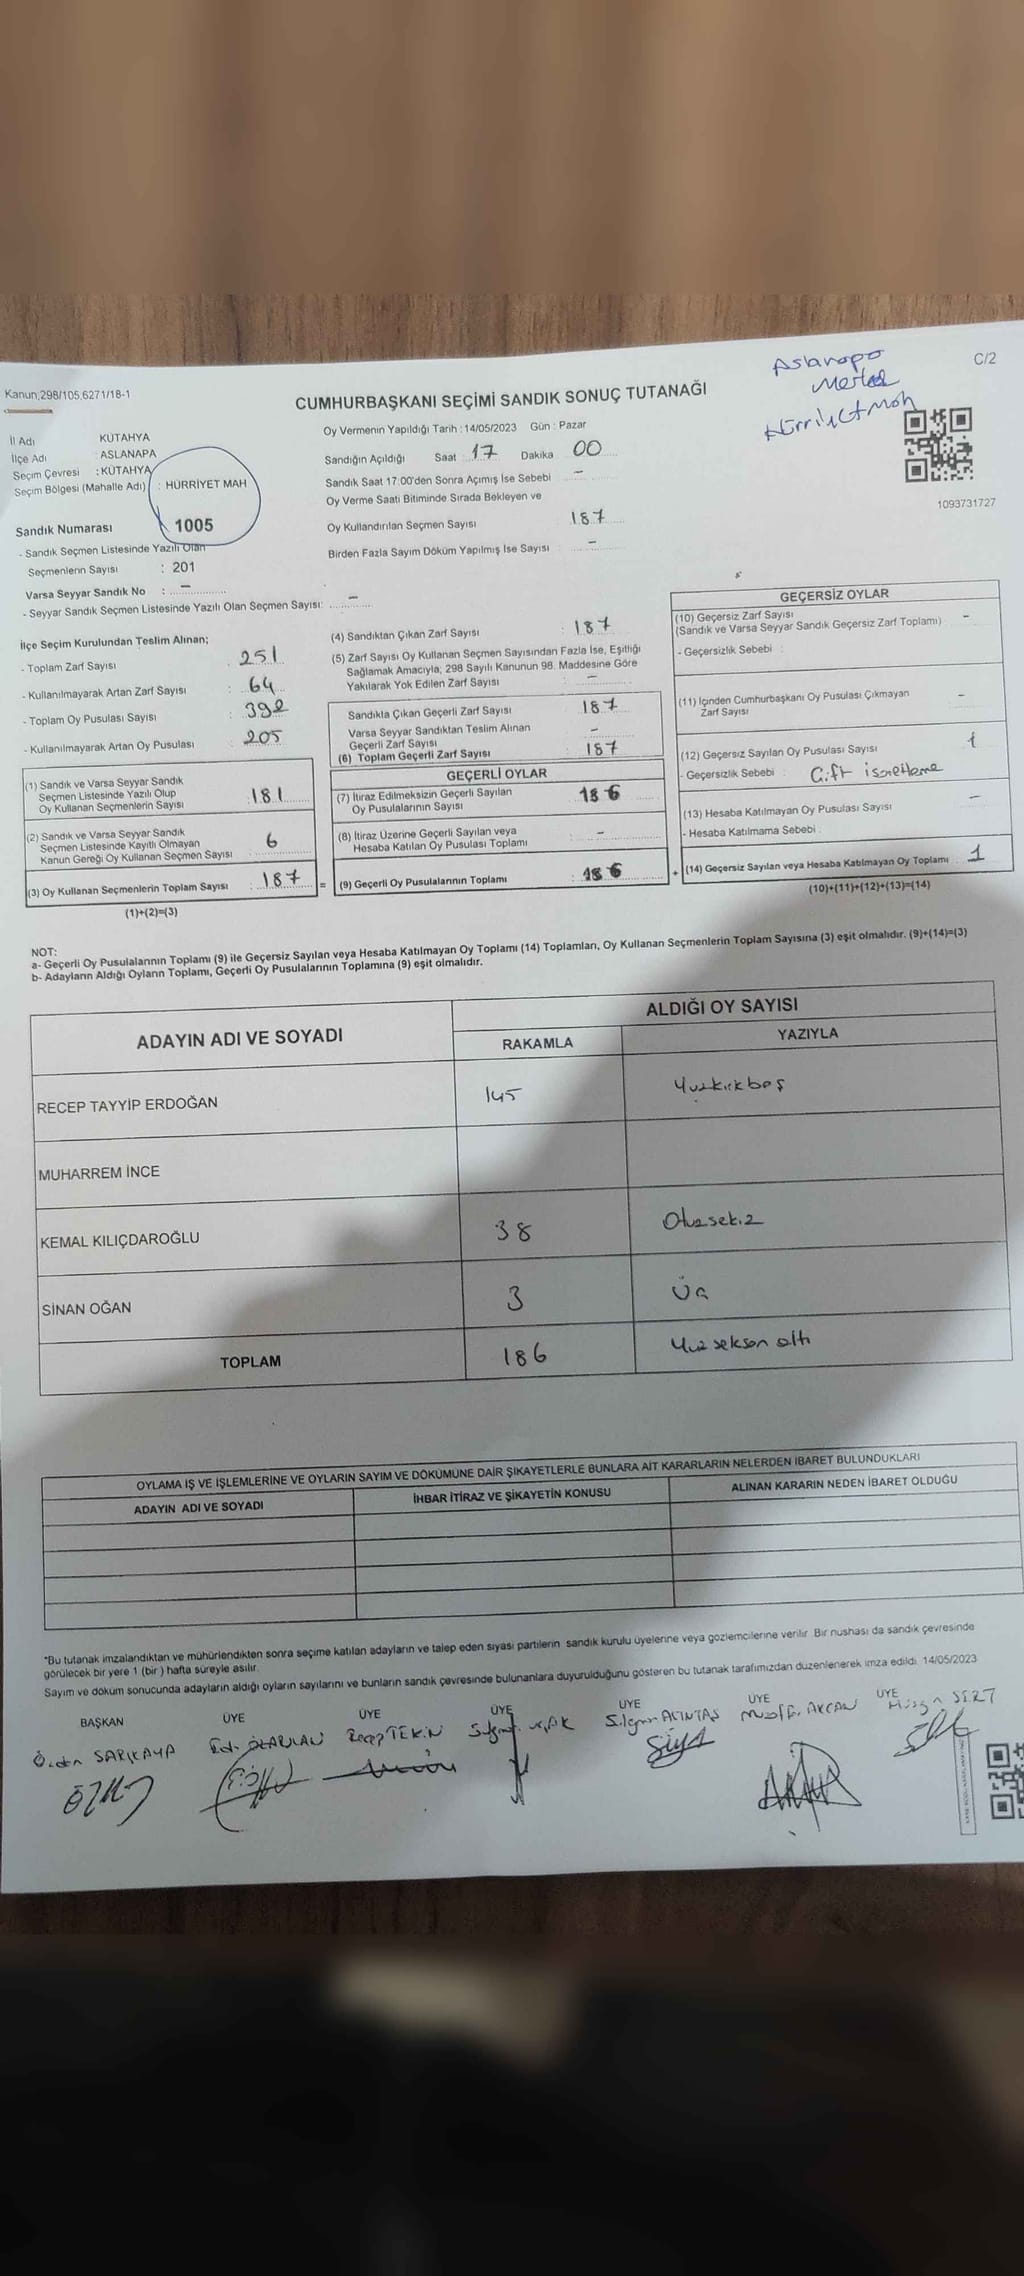 Aslanapa
Merkez
Hürriyet Mah
C/2
Kanun;298/105,6271/18-1
CUMHURBAŞKANI SEÇİMİ SANDIK SONUÇ TUTANAĞI
İl Adı KÜTAHYA
İlçe Adı : ASLANAPA
Seçim Çevresi : KÜTAHYA
Seçim Bölgesi (Mahalle Adı) : HÜRRİYET MAH
Sandık Numarası 1005
- Sandık Seçmen Listesinde Yazılı Olan
Seçmenlerin Sayısı : 201
Varsa Seyyar Sandık No : -
- Seyyar Sandık Seçmen Listesinde Yazılı Olan Seçmen Sayısı: -
Oy Vermenin Yapıldığı Tarih : 14/05/2023 Gün : Pazar
Sandığın Açıldığı Saat 17 Dakika 00
Sandık Saat 17:00'den Sonra Açımış İse Sebebi -
Oy Verme Saati Bitiminde Sırada Bekleyen ve
Oy Kullandırılan Seçmen Sayısı 187
Birden Fazla Sayım Döküm Yapılmış İse Sayısı -
1093731727
İlçe Seçim Kurulundan Teslim Alınan;
- Toplam Zarf Sayısı : 251
- Kullanılmayarak Artan Zarf Sayısı : 64
- Toplam Oy Pusulası Sayısı : 392
- Kullanılmayarak Artan Oy Pusulası : 205
(1) Sandık ve Varsa Seyyar Sandık
Seçmen Listesinde Yazılı Olup
Oy Kullanan Seçmenlerin Sayısı : 181
(2) Sandık ve Varsa Seyyar Sandık
Seçmen Listesinde Kayıtlı Olmayan
Kanun Gereği Oy Kullanan Seçmen Sayısı : 6
(3) Oy Kullanan Seçmenlerin Toplam Sayısı : 187 =
(1)+(2)=(3)
(4) Sandıktan Çıkan Zarf Sayısı : 187
(5) Zarf Sayısı Oy Kullanan Seçmen Sayısından Fazla İse, Eşitliği
Sağlamak Amacıyla, 298 Sayılı Kanunun 98. Maddesine Göre
Yakılarak Yok Edilen Zarf Sayısı : -
Sandıkta Çıkan Geçerli Zarf Sayısı : 187
Varsa Seyyar Sandıktan Teslim Alınan
Geçerli Zarf Sayısı : -
(6) Toplam Geçerli Zarf Sayısı : 187
GEÇERLİ OYLAR
(7) İtiraz Edilmeksizin Geçerli Sayılan
Oy Pusulalarının Sayısı : 186
(8) İtiraz Üzerine Geçerli Sayılan veya
Hesaba Katılan Oy Pusulası Toplamı : -
(9) Geçerli Oy Pusulalarının Toplamı : 186 +
GEÇERSİZ OYLAR
(10) Geçersiz Zarf Sayısı
(Sandık ve Varsa Seyyar Sandık Geçersiz Zarf Toplamı) -
- Geçersizlik Sebebi :
(11) İçinden Cumhurbaşkanı Oy Pusulası Çıkmayan
Zarf Sayısı -
(12) Geçersiz Sayılan Oy Pusulası Sayısı 1
- Geçersizlik Sebebi : Çift işaretleme
(13) Hesaba Katılmayan Oy Pusulası Sayısı -
- Hesaba Katılmama Sebebi :
(14) Geçersiz Sayılan veya Hesaba Katılmayan Oy Toplamı : 1
(10)+(11)+(12)+(13)=(14)
NOT:
a- Geçerli Oy Pusulalarının Toplamı (9) ile Geçersiz Sayılan veya Hesaba Katılmayan Oy Toplamı (14) Toplamları, Oy Kullanan Seçmenlerin Toplam Sayısına (3) eşit olmalıdır. (9)+(14)=(3)
b- Adayların Aldığı Oyların Toplamı, Geçerli Oy Pusulalarının Toplamına (9) eşit olmalıdır.
ADAYIN ADI VE SOYADI ALDIĞI OY SAYISI
RAKAMLA YAZIYLA
RECEP TAYYİP ERDOĞAN 145 Yüzkırkbeş
MUHARREM İNCE
KEMAL KILIÇDAROĞLU 38 Otuzsekiz
SİNAN OĞAN 3 Üç
TOPLAM 186 Yüz seksen altı
OYLAMA İŞ VE İŞLEMLERİNE VE OYLARIN SAYIM VE DÖKÜMÜNE DAİR ŞİKAYETLERLE BUNLARA AİT KARARLARIN NELERDEN İBARET BULUNDUKLARI
ADAYIN ADI VE SOYADI İHBAR İTİRAZ VE ŞİKAYETİN KONUSU ALINAN KARARIN NEDEN İBARET OLDUĞU
*Bu tutanak imzalandıktan ve mühürlendikten sonra seçime katılan adayların ve talep eden siyasi partilerin sandık kurulu üyelerine veya gözlemcilerine verilir. Bir nushası da sandık çevresinde
görülecek bir yere 1 (bir ) hafta süreyle asılır.
Sayım ve döküm sonucunda adayların aldığı oyların sayılarını ve bunların sandık çevresinde bulunanlara duyurulduğunu gösteren bu tutanak tarafımızdan düzenlenerek imza edildi. 14/05/2023
BAŞKAN ÜYE ÜYE ÜYE ÜYE ÜYE ÜYE
SARIKAYA Recep TEKİN ALTINTAŞ AKCAN SERT